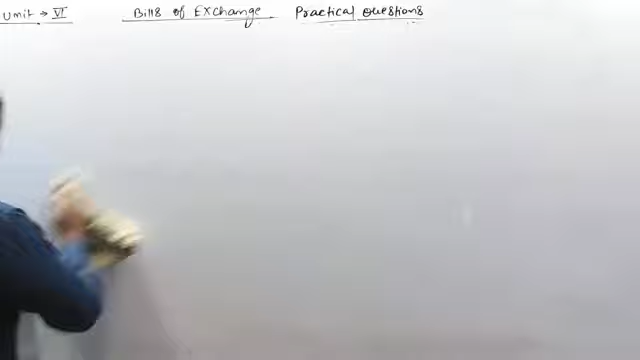 Unit → VI Bills of Exchange Practical Questions